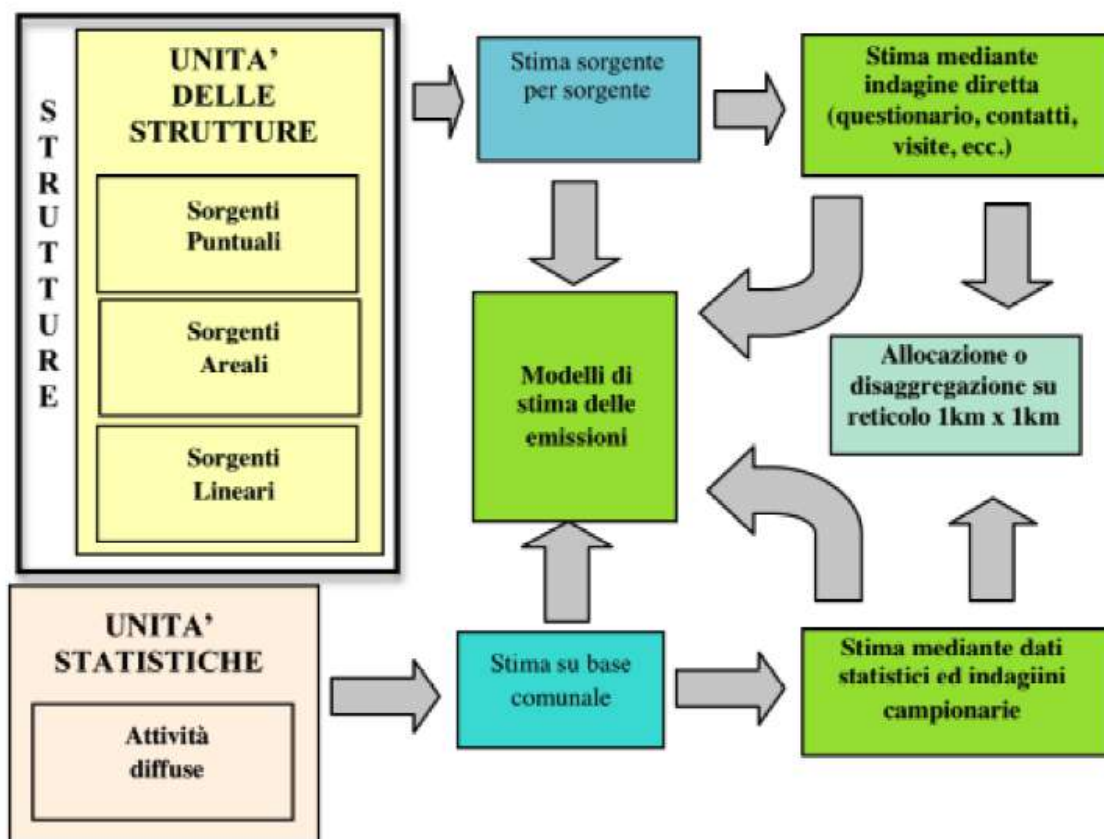 STRUTTURE
UNITA’
DELLE
STRUTTURE
Sorgenti
Puntuali
Sorgenti
Areali
Sorgenti
Lineari
Stima sorgente
per sorgente
Stima mediante
indagine diretta
(questionario, contatti,
visite, ecc.)
Modelli di
stima delle
emissioni
Allocazione o
disaggregazione su
reticolo 1km x 1km
UNITA’
STATISTICHE
Attività
diffuse
Stima su base
comunale
Stima mediante dati
statistici ed indagiini
campionarie